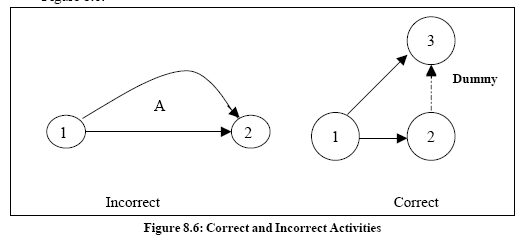 3
Dummy
A
1
2
1
2
Incorrect
Correct
Figure 8.6: Correct and Incorrect Activities